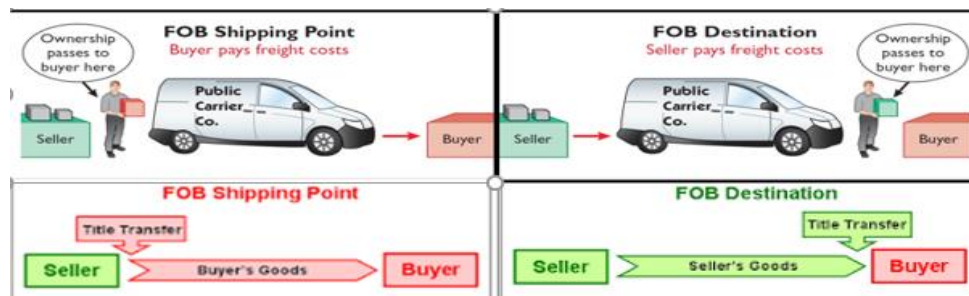 FOB Shipping Point
Buyer pays freight costs
Ownership
passes to
buyer here
Public
Carrier
Co.
Seller
Buyer
FOB Destination
Seller pays freight costs
Ownership
passes to
buyer here
Public
Carrier
Co.
Seller
Buyer
FOB Shipping Point
Title Transfer
Seller
Buyer's Goods
Buyer
FOB Destination
Title Transfer
Seller
Seller's Goods
Buyer